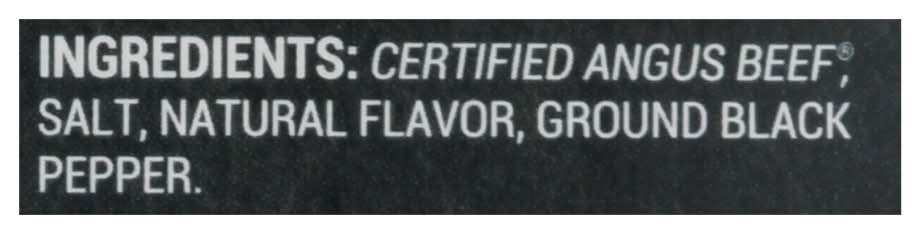 INGREDIENTS: CERTIFIED ANGUS BEEF®,
SALT, NATURAL FLAVOR, GROUND BLACK
PEPPER.